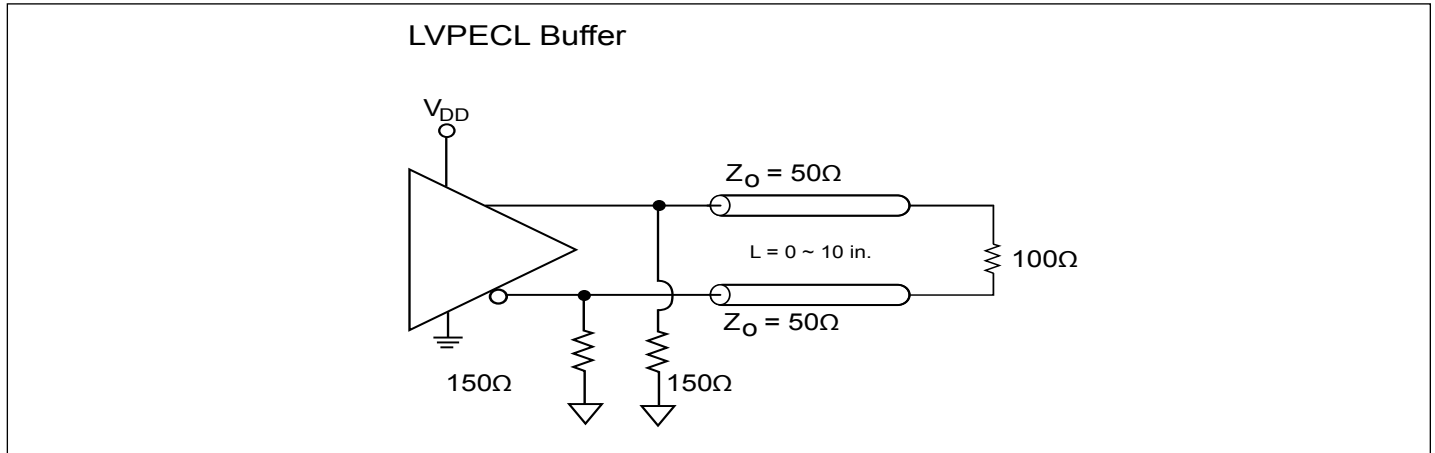 LVPECL Buffer
VDD
Zo = 50Ω
L = 0 ~ 10 in.
100Ω
Zo = 50Ω
150Ω
150Ω